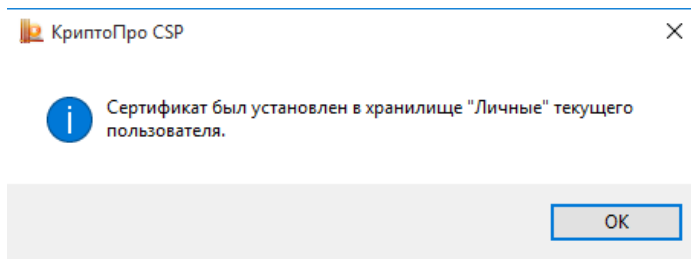 КриптоПро CSP
Сертификат был установлен в хранилище "Личные" текущего
пользователя.
OK